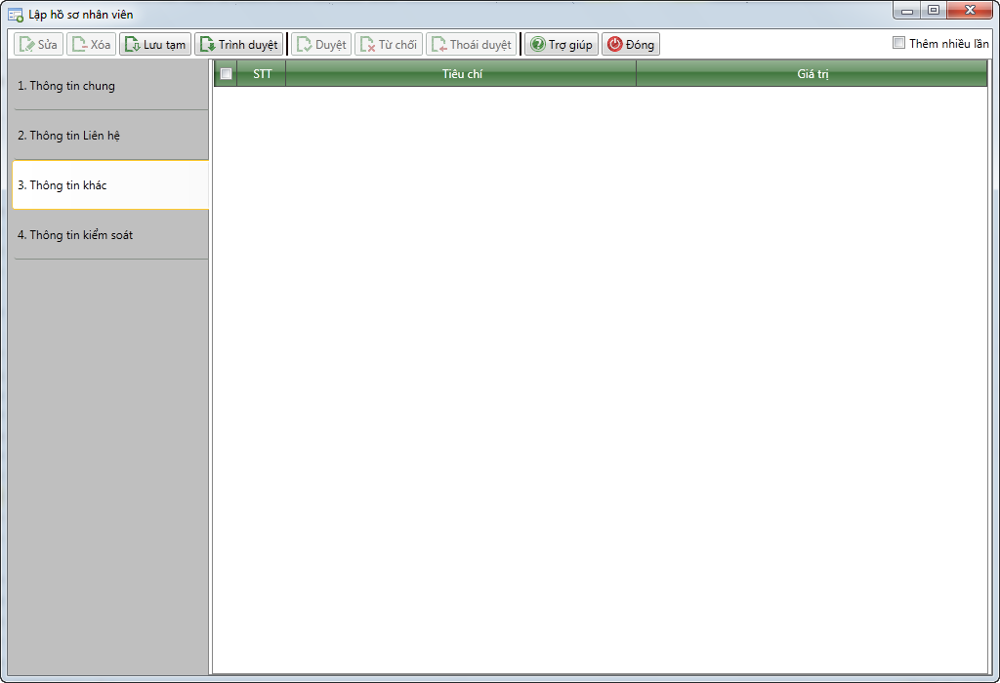 Lập hồ sơ nhân viên
Sửa Xóa Lưu tạm Trình duyệt Duyệt Từ chối Thoái duyệt Trợ giúp Đóng Thêm nhiều lần
1. Thông tin chung
2. Thông tin Liên hệ
3. Thông tin khác
4. Thông tin kiểm soát
STT Tiêu chí Giá trị